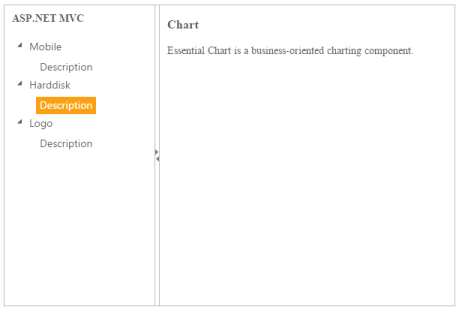 ASP.NET MVC
Mobile
Description
Harddisk
Description
Logo
Description
Chart
Essential Chart is a business-oriented charting component.